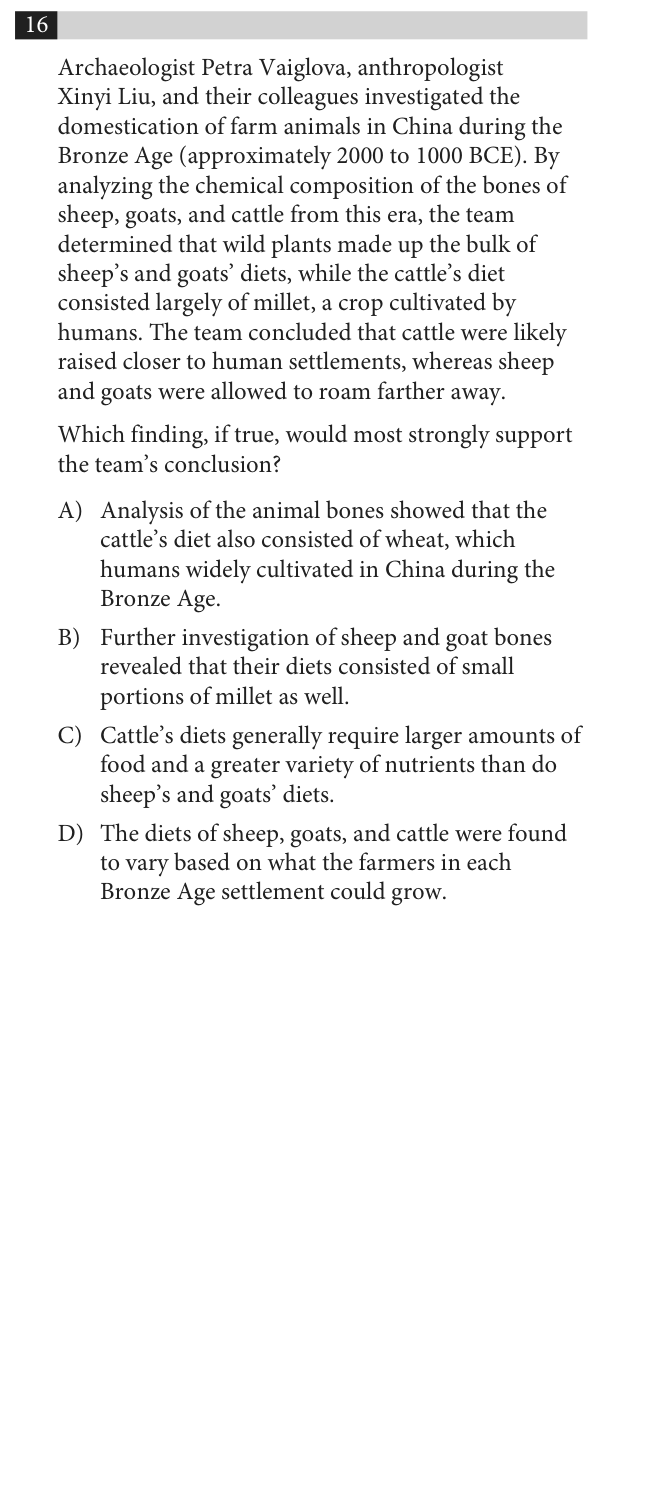 16
Archaeologist Petra Vaiglova, anthropologist
Xinyi Liu, and their colleagues investigated the
domestication of farm animals in China during the
Bronze Age (approximately 2000 to 1000 BCE). By
analyzing the chemical composition of the bones of
sheep, goats, and cattle from this era, the team
determined that wild plants made up the bulk of
sheep’s and goats’ diets, while the cattle’s diet
consisted largely of millet, a crop cultivated by
humans. The team concluded that cattle were likely
raised closer to human settlements, whereas sheep
and goats were allowed to roam farther away.
Which finding, if true, would most strongly support
the team’s conclusion?
A) Analysis of the animal bones showed that the
cattle’s diet also consisted of wheat, which
humans widely cultivated in China during the
Bronze Age.
B) Further investigation of sheep and goat bones
revealed that their diets consisted of small
portions of millet as well.
C) Cattle’s diets generally require larger amounts of
food and a greater variety of nutrients than do
sheep’s and goats’ diets.
D) The diets of sheep, goats, and cattle were found
to vary based on what the farmers in each
Bronze Age settlement could grow.